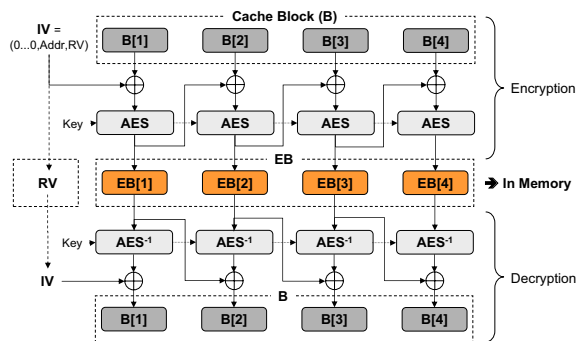 Cache Block (B)
IV =
(0...0,Addr,RV)
B[1] B[2] B[3] B[4]
Encryption
Key AES AES AES AES
EB
RV EB[1] EB[2] EB[3] EB[4] ➔ In Memory
Key AES-1 AES-1 AES-1 AES-1
Decryption
IV
B
B[1] B[2] B[3] B[4]